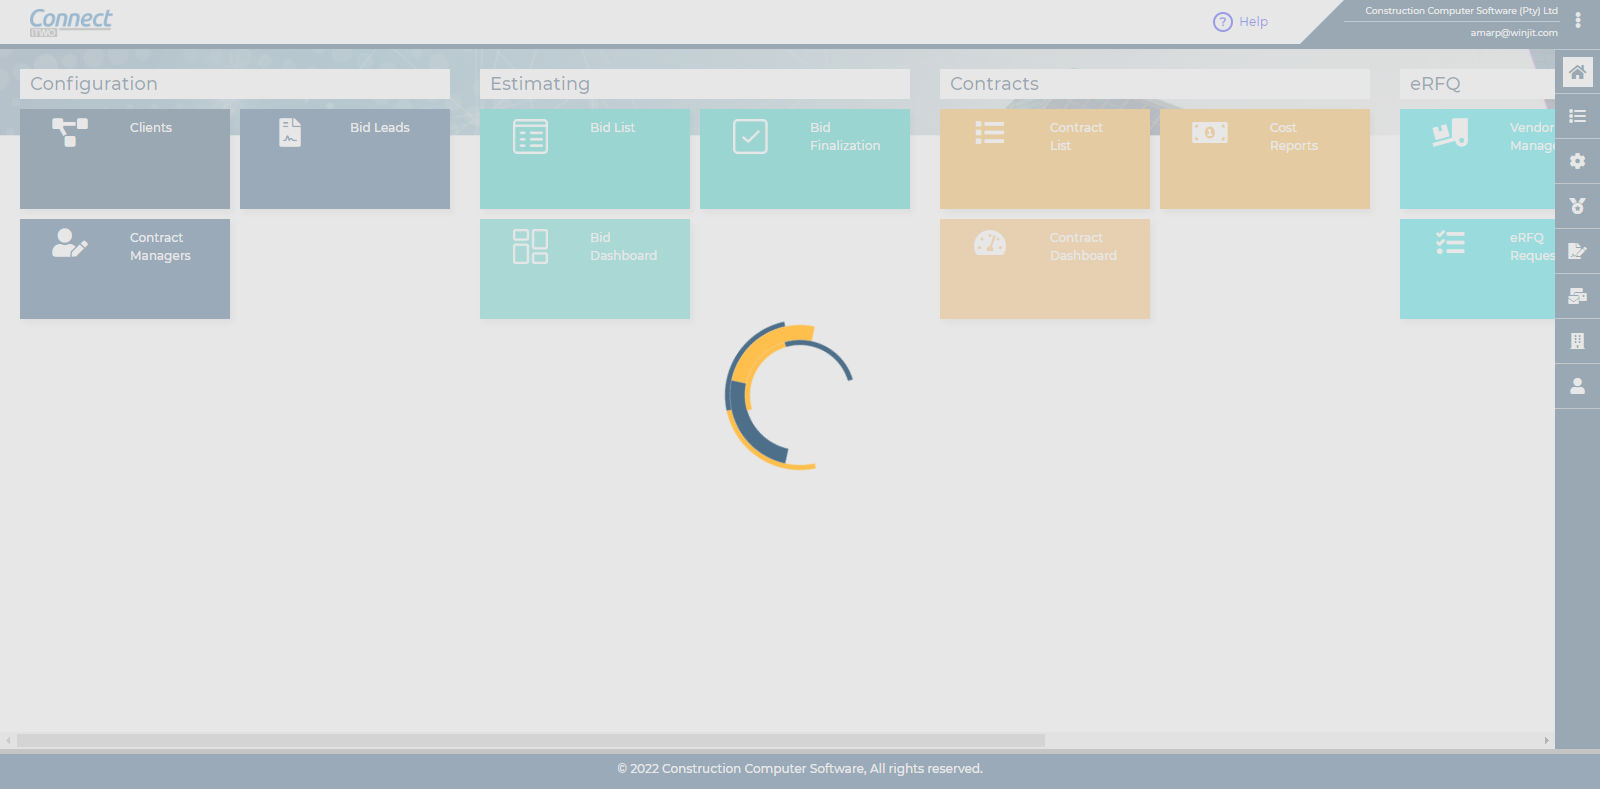 Connect
iTWO
? Help
Construction Computer Software (Pty) Ltd
amarp@winjit.com
Configuration
Clients
Bid Leads
Contract
Managers
Estimating
Bid List
Bid
Finalization
Bid
Dashboard
Contracts
Contract
List
1
Cost
Reports
Contract
Dashboard
eRFQ
Vendor
Manage
eRFQ
Reques
© 2022 Construction Computer Software, All rights reserved.